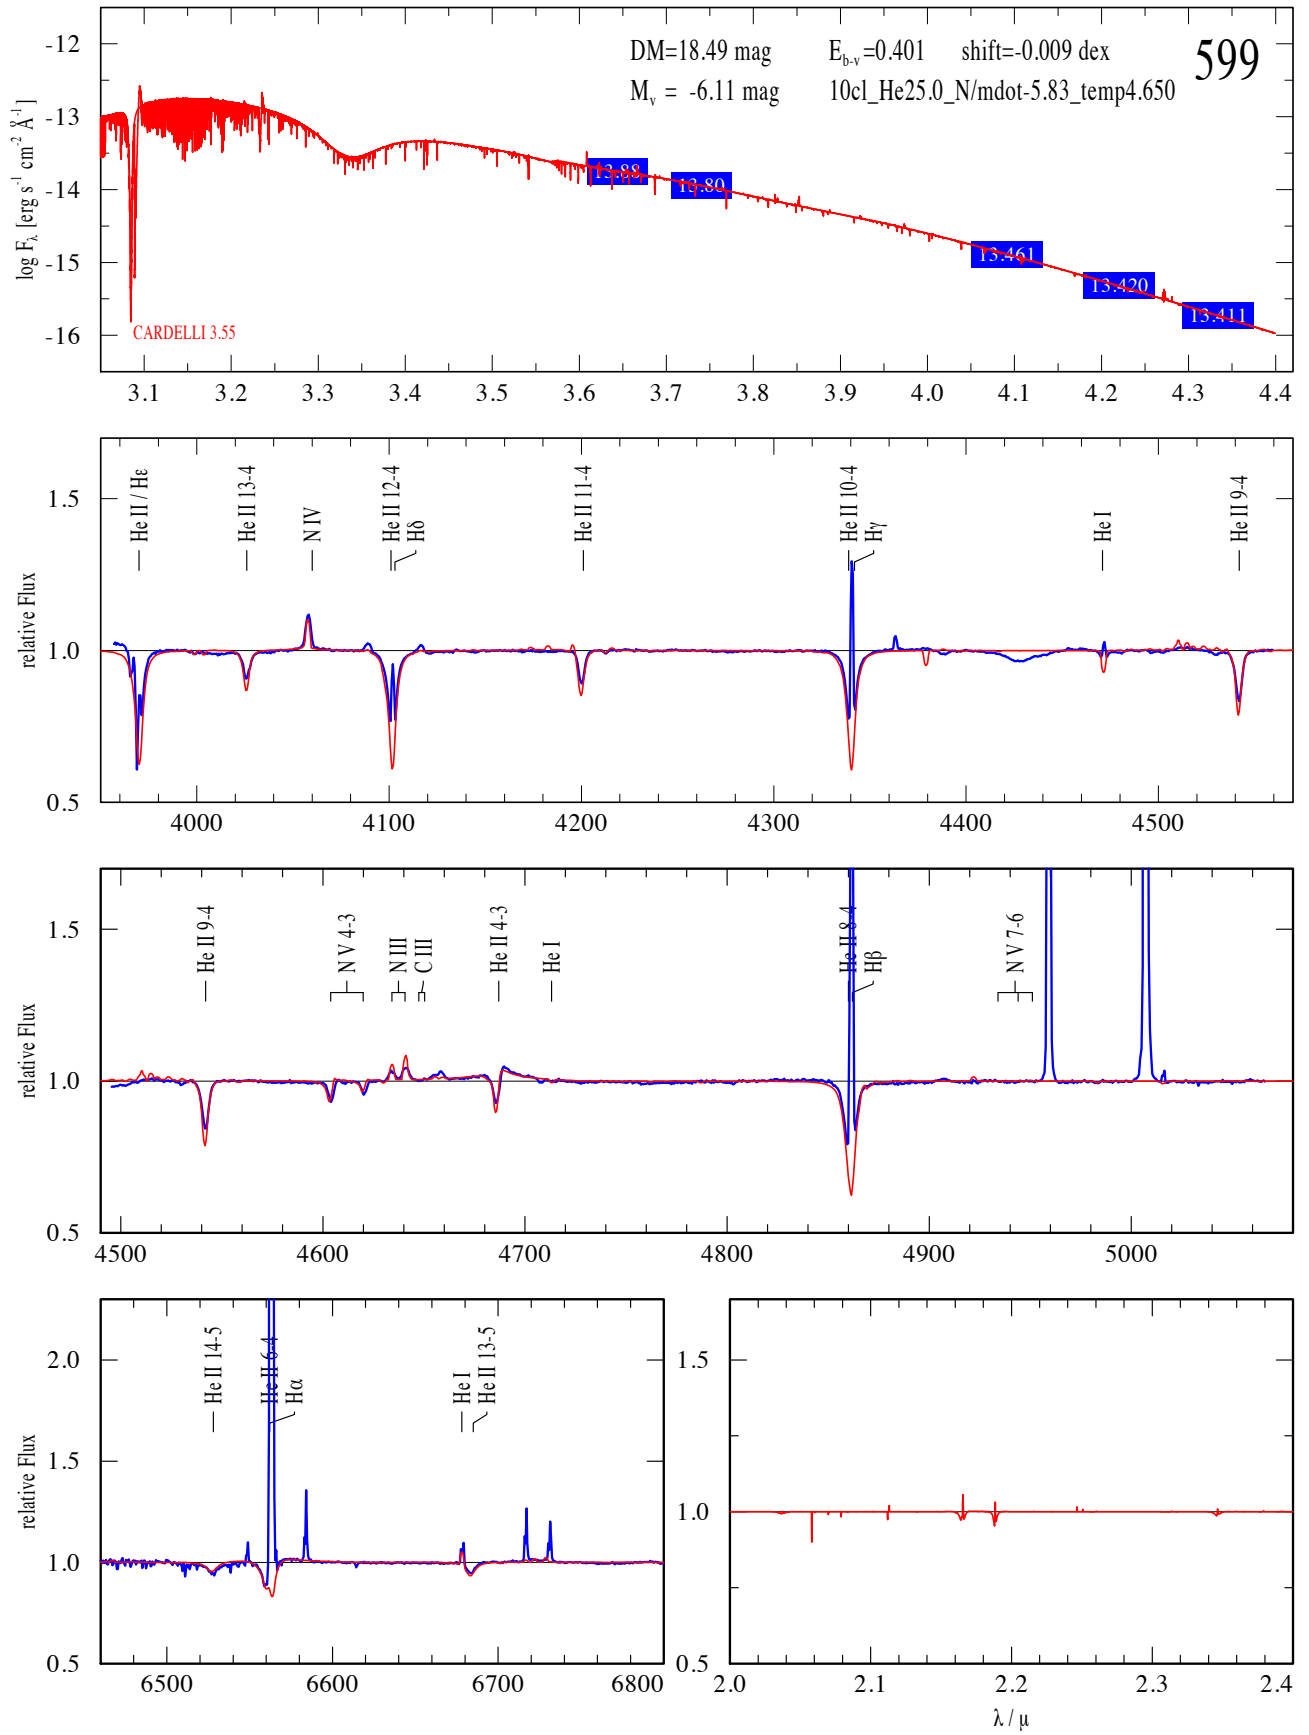 DM=18.49 mag E_b-v=0.401 shift=-0.009 dex 599
M_v = -6.11 mag 10cl_He25.0_N/mdot-5.83_temp4.650
log F_λ [erg s⁻¹ cm⁻² Å⁻¹]
-12
-13
-14
-15
-16
13.88
13.80
13.461
13.420
13.411
CARDELLI 3.55
3.1 3.2 3.3 3.4 3.5 3.6 3.7 3.8 3.9 4.0 4.1 4.2 4.3 4.4
relative Flux
1.5
1.0
0.5
He II / Hε
He II 13-4
N IV
He II 12-4
Hδ
He II 11-4
He II 10-4
Hγ
He I
He II 9-4
4000 4100 4200 4300 4400 4500
relative Flux
1.5
1.0
0.5
He II 9-4
N V 4-3
N III
C III
He II 4-3
He I
He II 8-4
Hβ
N V 7-6
4500 4600 4700 4800 4900 5000
relative Flux
2.0
1.5
1.0
0.5
He II 14-5
He II 6-4
Hα
He I
He II 13-5
6500 6600 6700 6800
1.5
1.0
0.5
2.0 2.1 2.2 2.3 2.4
λ / μ